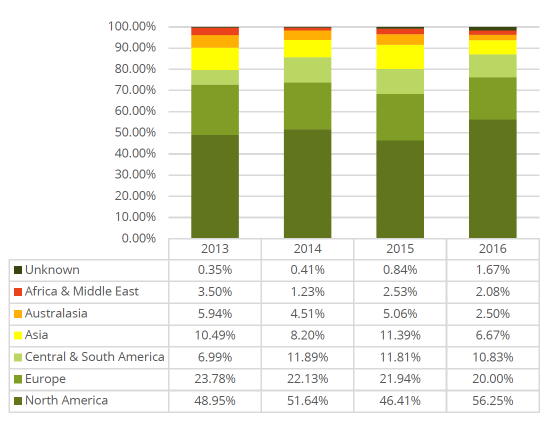 100.00%
90.00%
80.00%
70.00%
60.00%
50.00%
40.00%
30.00%
20.00%
10.00%
0.00%
2013 2014 2015 2016
Unknown 0.35% 0.41% 0.84% 1.67%
Africa & Middle East 3.50% 1.23% 2.53% 2.08%
Australasia 5.94% 4.51% 5.06% 2.50%
Asia 10.49% 8.20% 11.39% 6.67%
Central & South America 6.99% 11.89% 11.81% 10.83%
Europe 23.78% 22.13% 21.94% 20.00%
North America 48.95% 51.64% 46.41% 56.25%